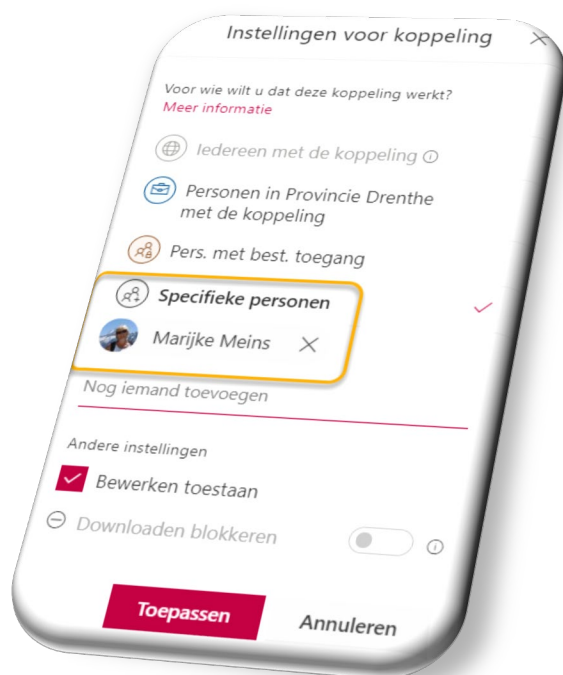 Instellingen voor koppeling
Voor wie wilt u dat deze koppeling werkt?
Meer informatie
Iedereen met de koppeling
Personen in Provincie Drenthe
met de koppeling
Pers. met best. toegang
Specifieke personen
Marijke Meins
Nog iemand toevoegen
Andere instellingen
Bewerken toestaan
Downloaden blokkeren
Toepassen Annuleren